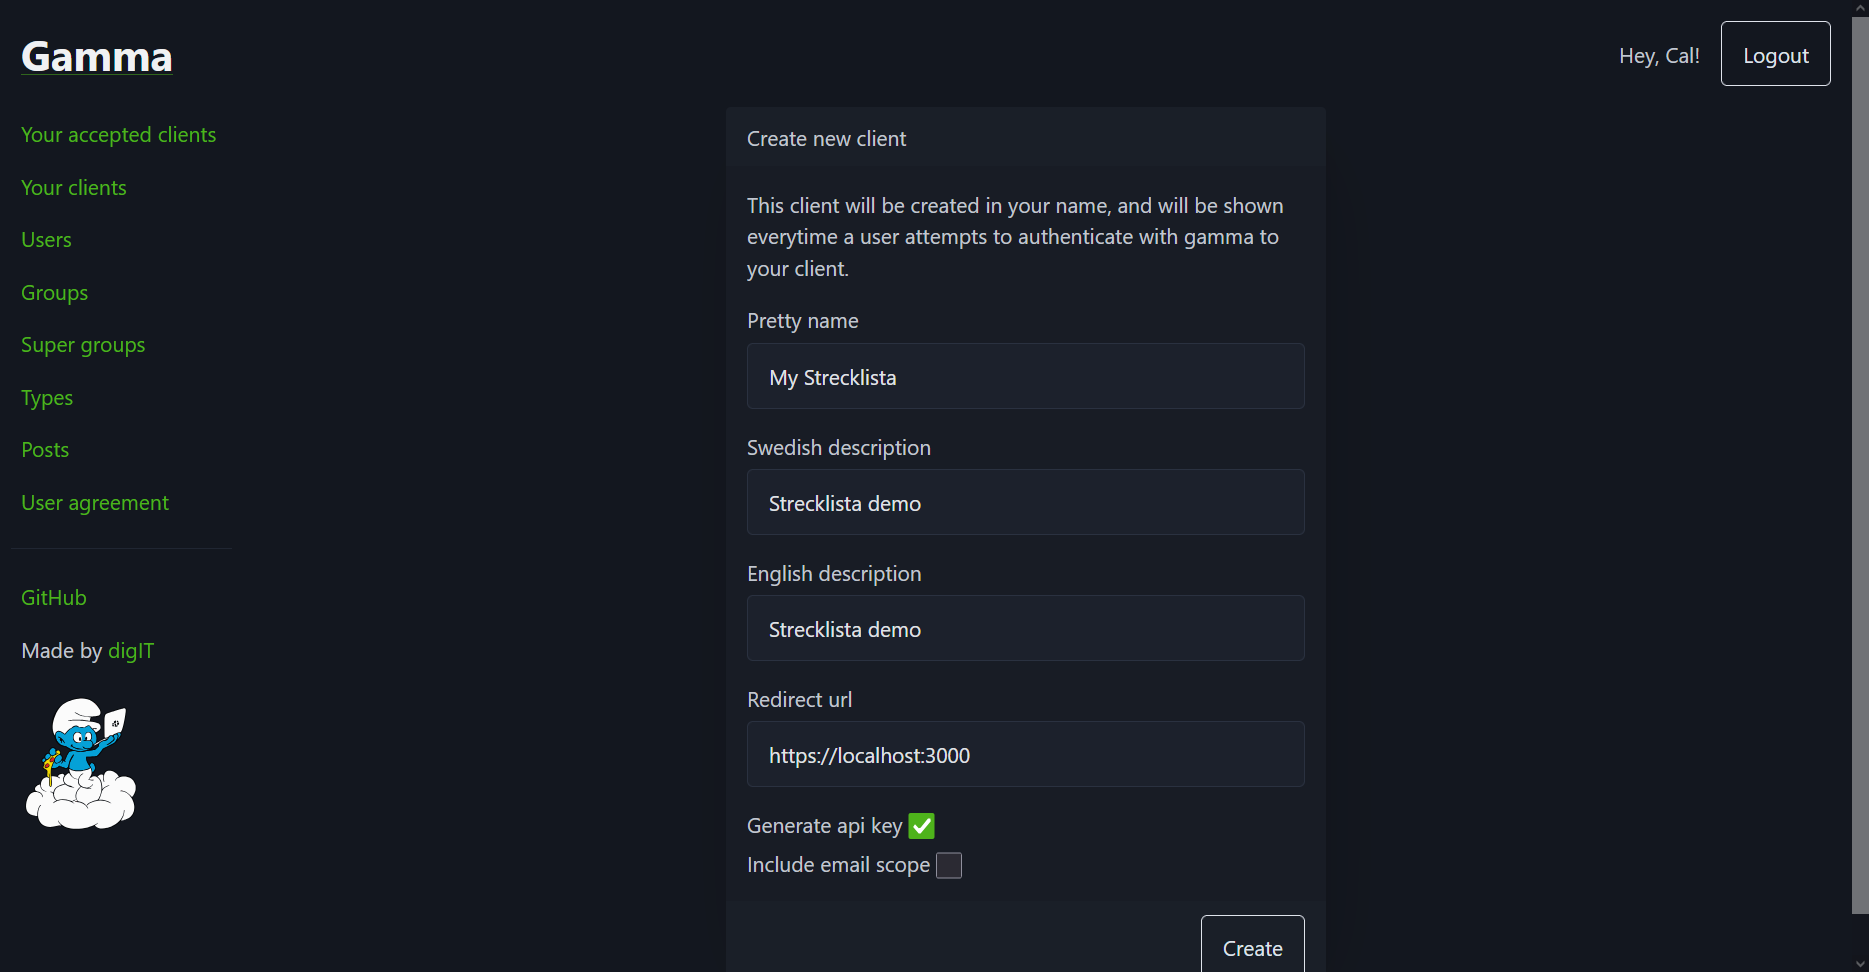 Gamma
Hey, Cal!
Logout
Your accepted clients
Your clients
Users
Groups
Super groups
Types
Posts
User agreement
GitHub
Made by digIT
Create new client
This client will be created in your name, and will be shown
everytime a user attempts to authenticate with gamma to
your client.
Pretty name
My Strecklista
Swedish description
Strecklista demo
English description
Strecklista demo
Redirect url
https://localhost:3000
Generate api key
Include email scope
Create